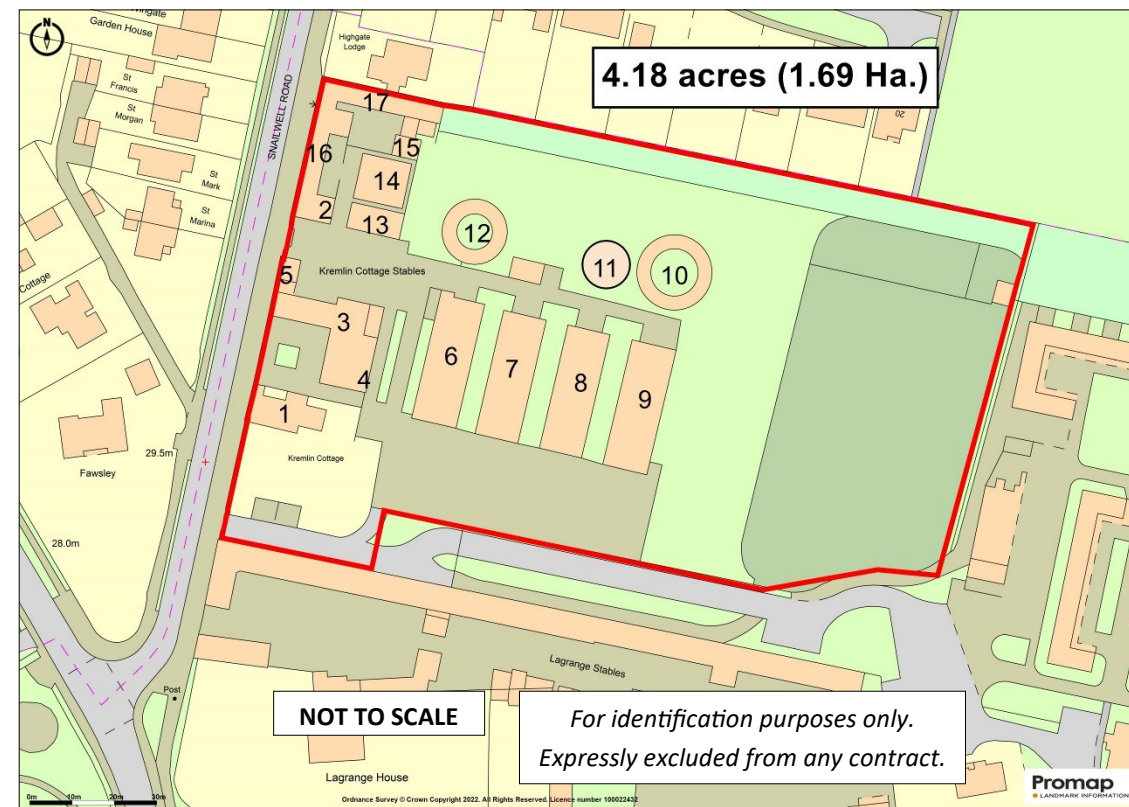 N
Garden House
St
Francis
St
Morgan
St
Mark
St
Marina
Cottage
Fawsley
29.5m
28.0m
SNAILWELL ROAD
Highgate
Lodge
4.18 acres (1.69 Ha.)
20
17
16
15
14
2
13
12
11
10
Kremlin Cottage Stables
5
3
4
6
7
8
9
1
Kremlin Cottage
Lagrange Stables
Post
NOT TO SCALE
For identification purposes only.
Expressly excluded from any contract.
Lagrange House
0m 10m 20m 30m
Ordnance Survey © Crown Copyright 2022. All Rights Reserved. Licence number 100022432
Promap
LANDMARK INFORMATION